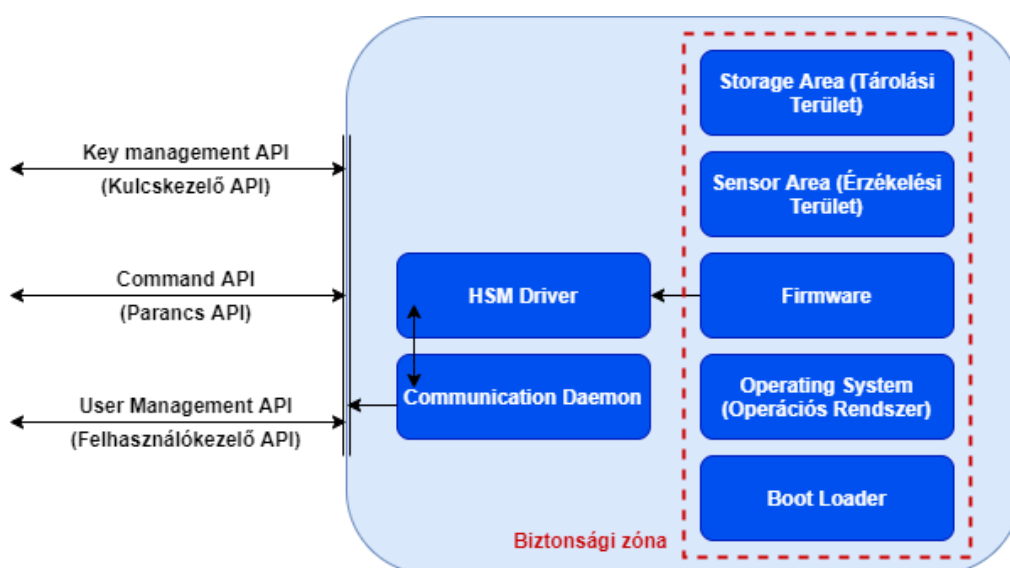 Key management API
(Kulcskezelő API)
Command API
(Parancs API)
User Management API
(Felhasználókezelő API)
HSM Driver
Communication Daemon
Storage Area (Tárolási
Terület)
Sensor Area (Érzékelési
Terület)
Firmware
Operating System
(Operációs Rendszer)
Boot Loader
Biztonsági zóna